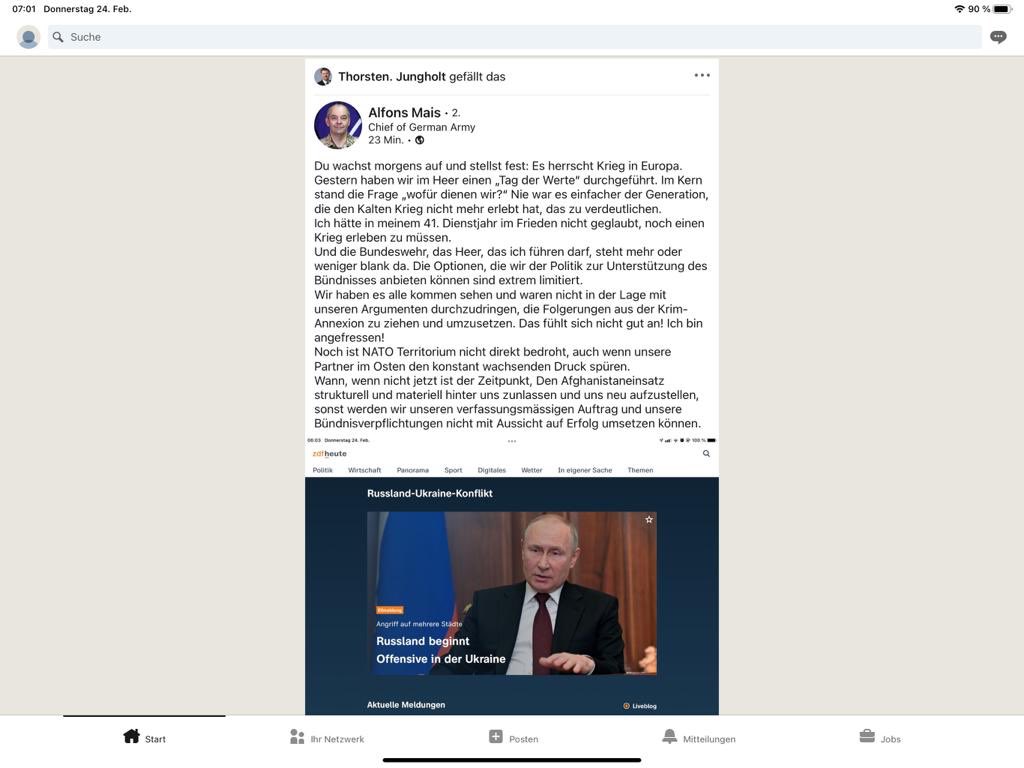 07:01 Donnerstag 24. Feb.
90 %
Suche
Thorsten. Jungholt gefällt das
Alfons Mais · 2.
Chief of German Army
23 Min. ·
Du wachst morgens auf und stellst fest: Es herrscht Krieg in Europa.
Gestern haben wir im Heer einen „Tag der Werte“ durchgeführt. Im Kern
stand die Frage „wofür dienen wir?“ Nie war es einfacher der Generation,
die den Kalten Krieg nicht mehr erlebt hat, das zu verdeutlichen.
Ich hätte in meinem 41. Dienstjahr im Frieden nicht geglaubt, noch einen
Krieg erleben zu müssen.
Und die Bundeswehr, das Heer, das ich führen darf, steht mehr oder
weniger blank da. Die Optionen, die wir der Politik zur Unterstützung des
Bündnisses anbieten können sind extrem limitiert.
Wir haben es alle kommen sehen und waren nicht in der Lage mit
unseren Argumenten durchzudringen, die Folgerungen aus der Krim-
Annexion zu ziehen und umzusetzen. Das fühlt sich nicht gut an! Ich bin
angefressen!
Noch ist NATO Territorium nicht direkt bedroht, auch wenn unsere
Partner im Osten den konstant wachsenden Druck spüren.
Wann, wenn nicht jetzt ist der Zeitpunkt, Den Afghanistaneinsatz
strukturell und materiell hinter uns zunlassen und uns neu aufzustellen,
sonst werden wir unseren verfassungsmässigen Auftrag und unsere
Bündnisverpflichtungen nicht mit Aussicht auf Erfolg umsetzen können.
06:03 Donnerstag 24. Feb.
100 %
zdfheute
Politik Wirtschaft Panorama Sport Digitales Wetter In eigener Sache Themen
Russland-Ukraine-Konflikt
Eilmeldung
Angriff auf mehrere Städte
Russland beginnt
Offensive in der Ukraine
Aktuelle Meldungen
Liveblog
Start
Ihr Netzwerk
Posten
Mitteilungen
Jobs